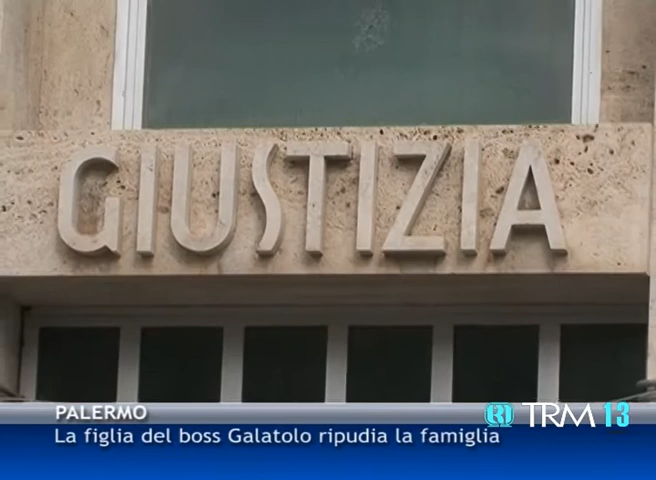 GIUSTIZIA
PALERMO
TRM 13
La figlia del boss Galatolo ripudia la famiglia